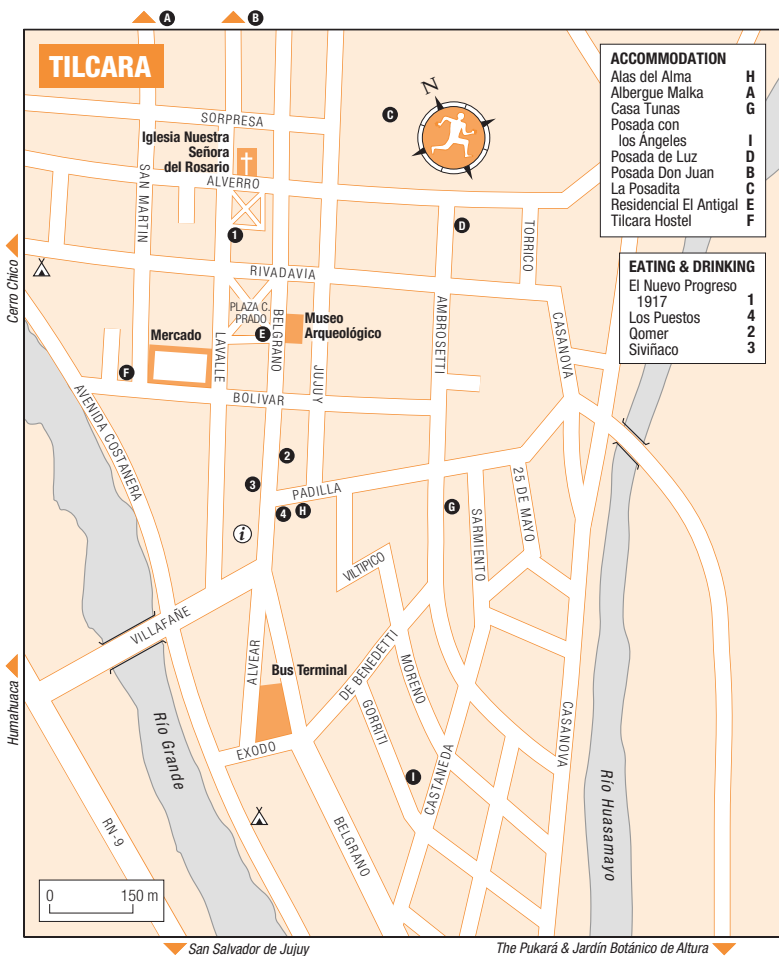 A
B
TILCARA
N
C
SORPRESA
Iglesia Nuestra
Señora
del Rosario
ALVERRO
SAN MARTIN
1
D
TORRICO
ACCOMMODATION
Alas del Alma H
Albergue Malka A
Casa Tunas G
Posada con
los Ángeles I
Posada de Luz D
Posada Don Juan B
La Posadita C
Residencial El Antigal E
Tilcara Hostel F
EATING & DRINKING
El Nuevo Progreso
1917 1
Los Puestos 4
Qomer 2
Siviñaco 3
Cerro Chico
RIVADAVIA
PLAZA C.
PRADO
E
Museo
Arqueológico
Mercado
LAVALLE
BELGRANO
JUJUY
AMBROSETTI
CASANOVA
F
BOLÍVAR
AVENIDA COSTANERA
2
3
PADILLA
4
H
G
SARMIENTO
25 DE MAYO
i
VILTIPICO
VILLAFAÑE
ALVEAR
Bus Terminal
DE BENEDETTI
MORENO
GORRITI
EXODO
I
CASTANEDA
CASANOVA
Humahuaca
Río Grande
Río Huasamayo
RN-9
BELGRANO
0 150 m
San Salvador de Jujuy
The Pukará & Jardín Botánico de Altura